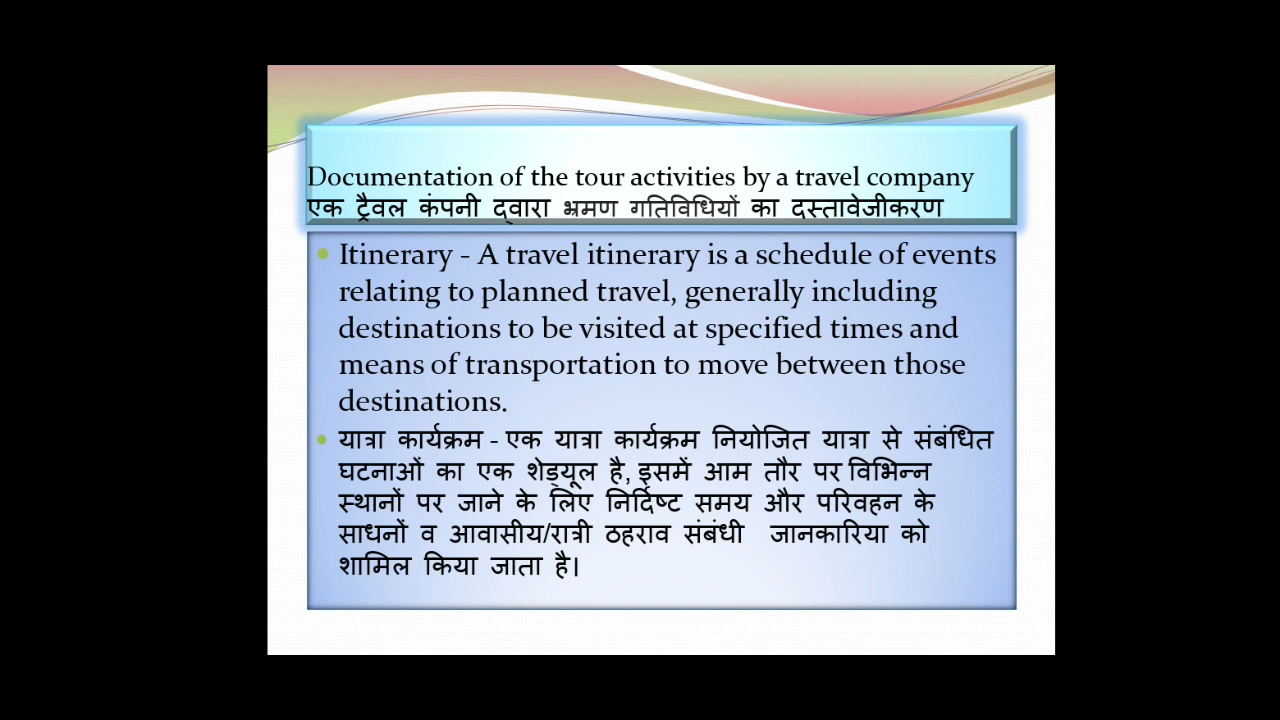 Documentation of the tour activities by a travel company
एक ट्रैवल कंपनी द्वारा भ्रमण गतिविधियों का दस्तावेजीकरण
Itinerary - A travel itinerary is a schedule of events
relating to planned travel, generally including
destinations to be visited at specified times and
means of transportation to move between those
destinations.
यात्रा कार्यक्रम - एक यात्रा कार्यक्रम नियोजित यात्रा से संबंधित
घटनाओं का एक शेड्यूल है, इसमें आम तौर पर विभिन्न
स्थानों पर जाने के लिए निर्दिष्ट समय और परिवहन के
साधनों व आवासीय/रात्री ठहराव संबंधी जानकारिया को
शामिल किया जाता है।